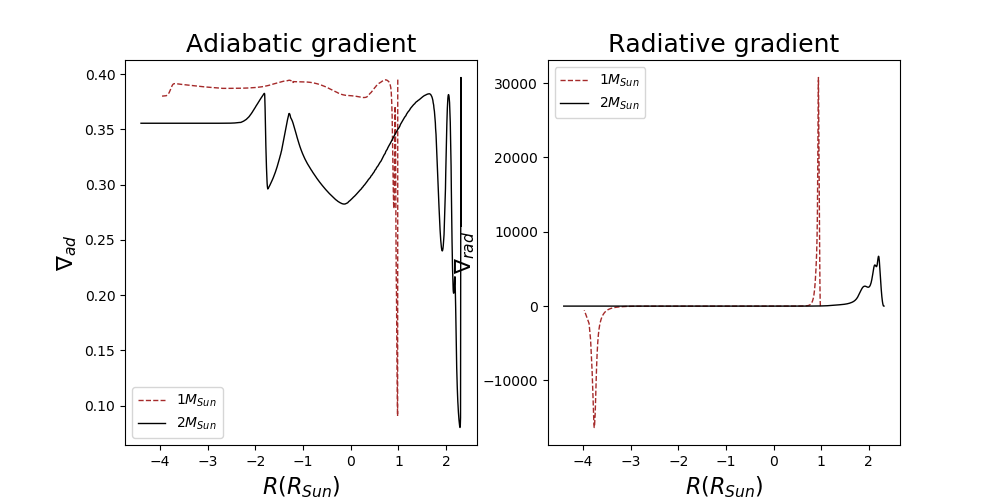 Adiabatic gradient
∇ad
0.40
0.35
0.30
0.25
0.20
0.15
0.10
1MSun
2MSun
−4 −3 −2 −1 0 1 2
R(RSun)
Radiative gradient
∇rad
30000
20000
10000
0
−10000
1MSun
2MSun
−4 −3 −2 −1 0 1 2
R(RSun)